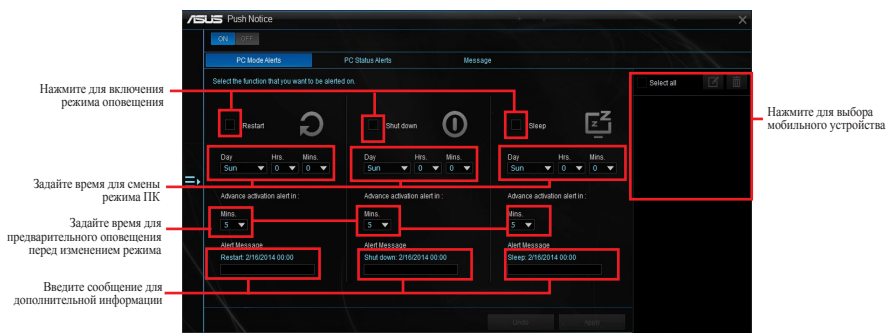 ASUS Push Notice
ON OFF
PC Mode Alerts PC Status Alerts Message
Select the function that you want to be alerted on.
Select all
Нажмите для включения
режима оповещения
Restart Shut down Sleep
Нажмите для выбора
мобильного устройства
Day Hrs. Mins. Day Hrs. Mins. Day Hrs. Mins.
Sun 0 0 Sun 0 0 Sun 0 0
Задайте время для смены
режима ПК
Advance activation alert in : Advance activation alert in : Advance activation alert in :
Mins. Mins. Mins.
5 5 5
Задайте время для
предварительного оповещения
перед изменением режима
Alert Message Alert Message Alert Message
Restart: 2/16/2014 00:00 Shut down: 2/16/2014 00:00 Sleep: 2/16/2014 00:00
Введите сообщение для
дополнительной информации
Undo Apply